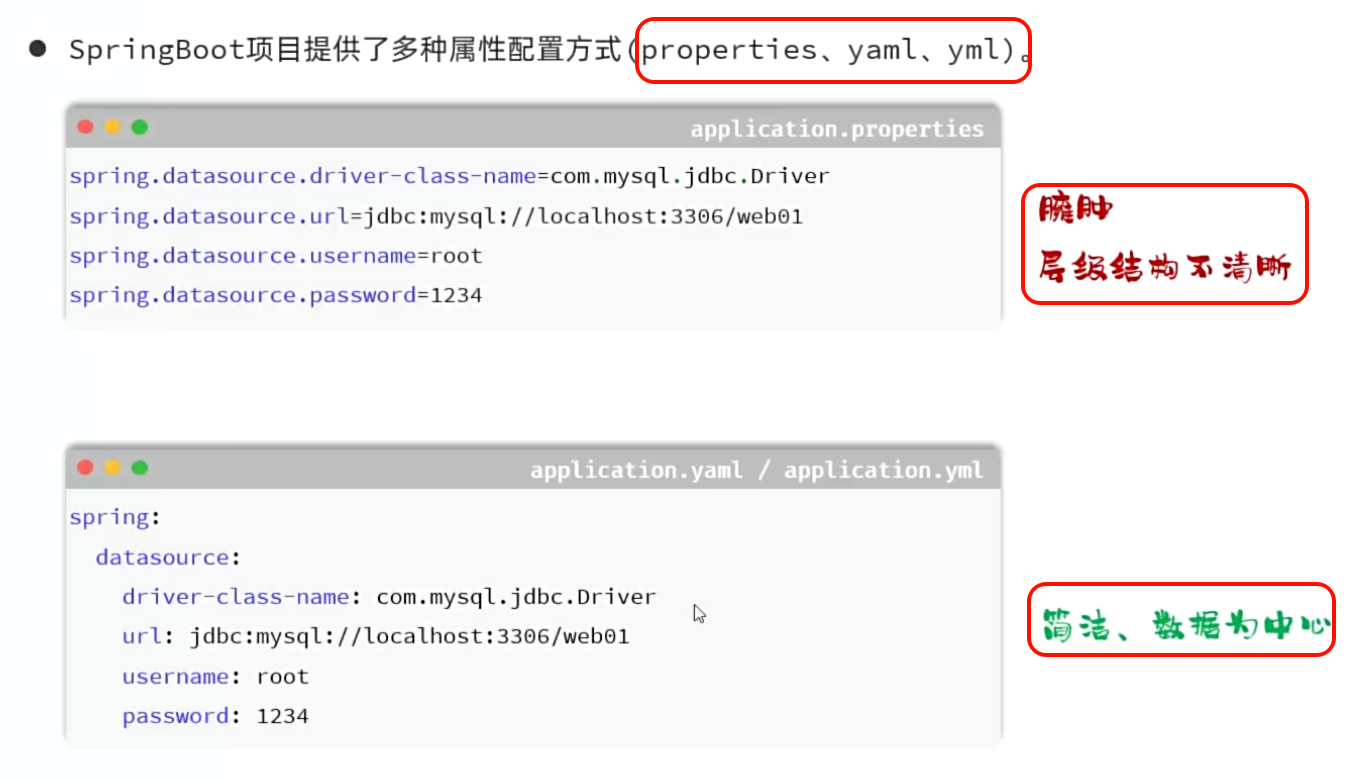 ● SpringBoot项目提供了多种属性配置方式(properties、yaml、yml)。
application.properties
spring.datasource.driver-class-name=com.mysql.jdbc.Driver
spring.datasource.url=jdbc:mysql://localhost:3306/web01
spring.datasource.username=root
spring.datasource.password=1234
臃肿
层级结构不清晰
application.yaml / application.yml
spring:
  datasource:
    driver-class-name: com.mysql.jdbc.Driver
    url: jdbc:mysql://localhost:3306/web01
    username: root
    password: 1234
简洁、数据为中心